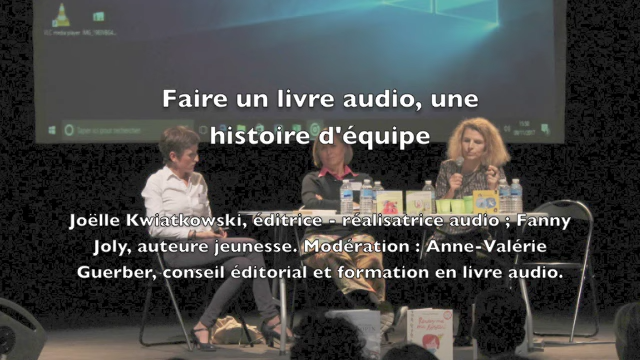 Faire un livre audio, une
histoire d'équipe
Joëlle Kwiatkowski, éditrice - réalisatrice audio ; Fanny
Joly, auteure jeunesse. Modération : Anne-Valérie
Guerber, conseil éditorial et formation en livre audio.